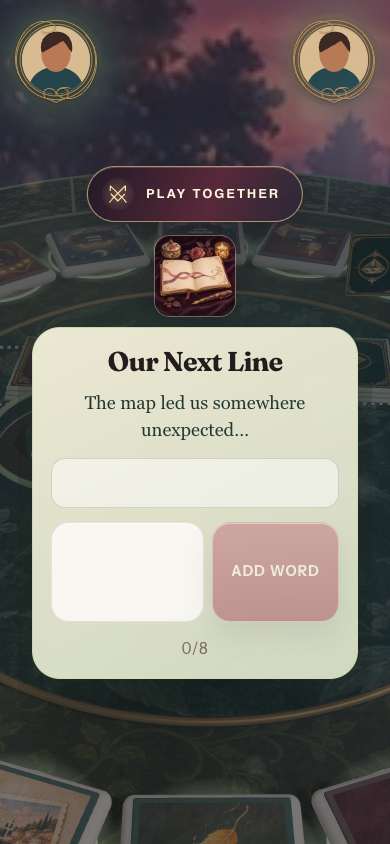 PLAY TOGETHER
Our Next Line
The map led us somewhere
unexpected...
ADD WORD
0/8